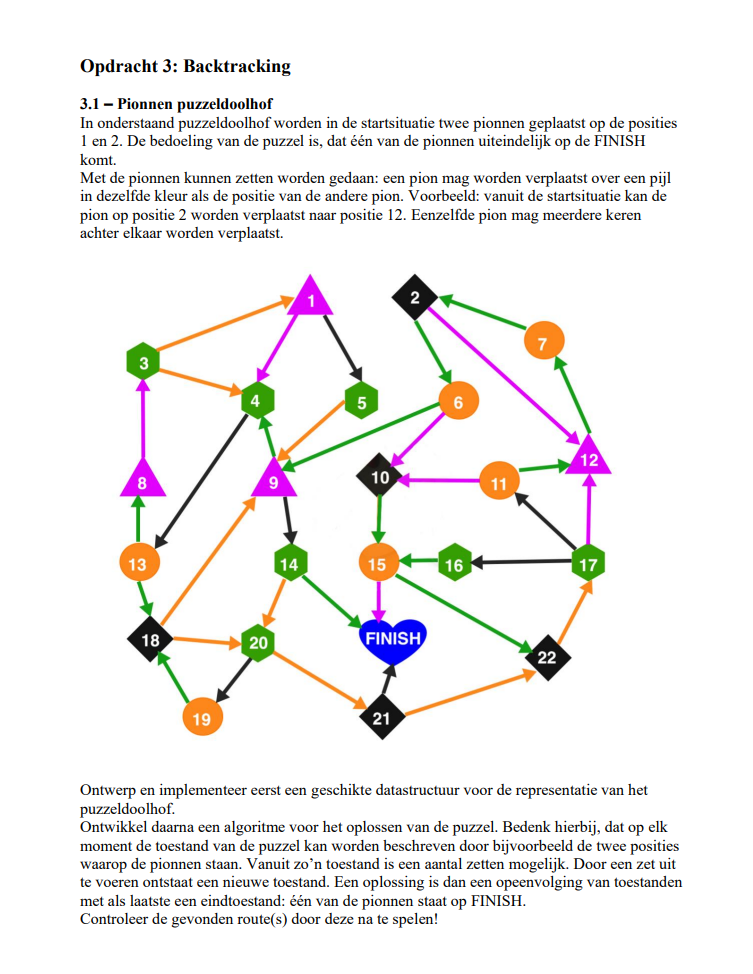 Opdracht 3: Backtracking
3.1 – Pionnen puzzeldoolhof
In onderstaand puzzeldoolhof worden in de startsituatie twee pionnen geplaatst op de posities
1 en 2. De bedoeling van de puzzel is, dat één van de pionnen uiteindelijk op de FINISH
komt.
Met de pionnen kunnen zetten worden gedaan: een pion mag worden verplaatst over een pijl
in dezelfde kleur als de positie van de andere pion. Voorbeeld: vanuit de startsituatie kan de
pion op positie 2 worden verplaatst naar positie 12. Eenzelfde pion mag meerdere keren
achter elkaar worden verplaatst.
1
2
3
7
4
5
6
8
9
10
11
12
13
14
15
16
17
18
20
FINISH
22
19
21
Ontwerp en implementeer eerst een geschikte datastructuur voor de representatie van het
puzzeldoolhof.
Ontwikkel daarna een algoritme voor het oplossen van de puzzel. Bedenk hierbij, dat op elk
moment de toestand van de puzzel kan worden beschreven door bijvoorbeeld de twee posities
waarop de pionnen staan. Vanuit zo’n toestand is een aantal zetten mogelijk. Door een zet uit
te voeren ontstaat een nieuwe toestand. Een oplossing is dan een opeenvolging van toestanden
met als laatste een eindtoestand: één van de pionnen staat op FINISH.
Controleer de gevonden route(s) door deze na te spelen!